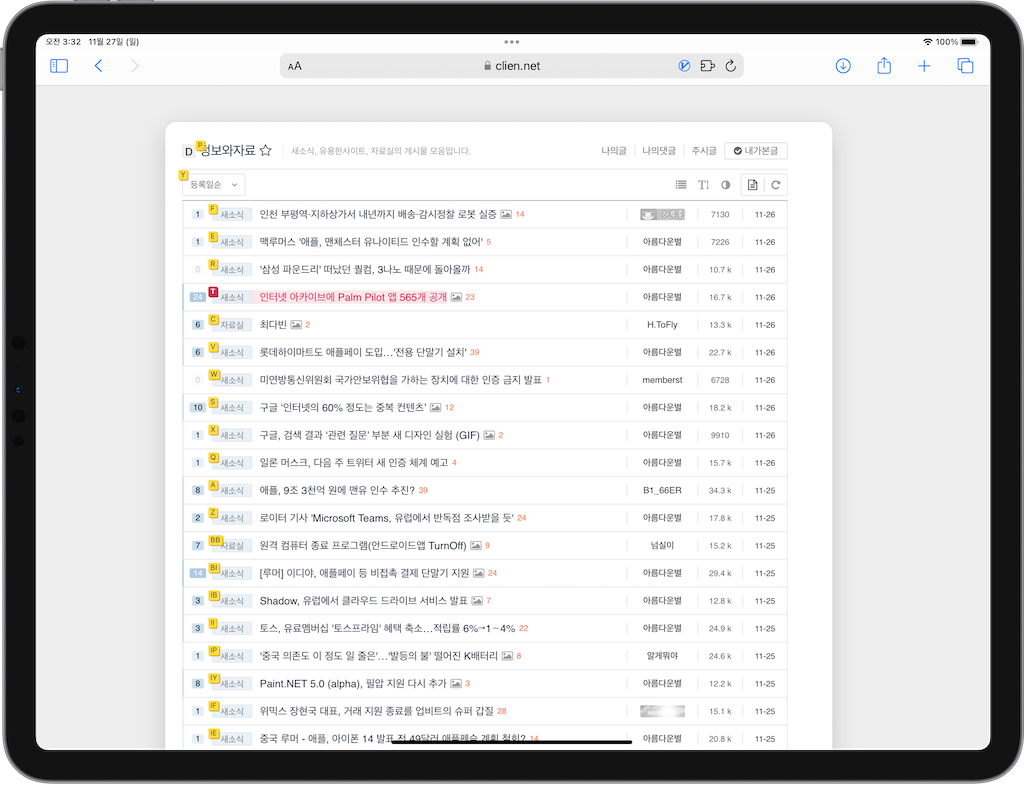 오전 3:32 11월 27일 (일) 100%
AA clien.net
D P 정보와자료 새소식, 유용한사이트, 자료실의 게시물 모음입니다. 나의글 나의댓글 주시글 내가본글
Y 등록일순
1 F 새소식 인천 부평역·지하상가서 내년까지 배송·감시정찰 로봇 실증 14 7130 11-26
1 E 새소식 맥루머스 '애플, 맨체스터 유나이티드 인수할 계획 없어' 5 아름다운별 7226 11-26
0 R 새소식 '삼성 파운드리' 떠났던 퀄컴, 3나노 때문에 돌아올까 14 아름다운별 10.7 k 11-26
24 T 새소식 인터넷 아카이브에 Palm Pilot 앱 565개 공개 23 아름다운별 16.7 k 11-26
6 C 자료실 최다빈 2 H.ToFly 13.3 k 11-26
6 V 새소식 롯데하이마트도 애플페이 도입…'전용 단말기 설치' 39 아름다운별 22.7 k 11-26
0 W 새소식 미연방통신위원회 국가안보위협을 가하는 장치에 대한 인증 금지 발표 1 memberst 6728 11-26
10 S 새소식 구글 '인터넷의 60% 정도는 중복 컨텐츠' 12 아름다운별 18.2 k 11-26
1 X 새소식 구글, 검색 결과 '관련 질문' 부분 새 디자인 실험 (GIF) 2 아름다운별 9910 11-26
1 Q 새소식 일론 머스크, 다음 주 트위터 새 인증 체계 예고 4 아름다운별 15.7 k 11-26
8 A 새소식 애플, 9조 3천억 원에 맨유 인수 추진? 39 B1_66ER 34.3 k 11-25
2 Z 새소식 로이터 기사 'Microsoft Teams, 유럽에서 반독점 조사받을 듯' 24 아름다운별 17.8 k 11-25
7 BB 자료실 원격 컴퓨터 종료 프로그램(안드로이드앱 TurnOff) 9 넘실이 15.2 k 11-25
14 BI 새소식 [루머] 이디야, 애플페이 등 비접촉 결제 단말기 지원 24 아름다운별 29.4 k 11-25
3 IB 새소식 Shadow, 유럽에서 클라우드 드라이브 서비스 발표 7 아름다운별 12.8 k 11-25
3 II 새소식 토스, 유료멤버십 '토스프라임' 혜택 축소…적립률 6%→1~4% 22 아름다운별 24.9 k 11-25
1 IP 새소식 '중국 의존도 이 정도 일 줄은'…'발등의 불' 떨어진 K배터리 8 알게뭐야 24.6 k 11-25
8 IY 새소식 Paint.NET 5.0 (alpha), 필압 지원 다시 추가 3 아름다운별 12.2 k 11-25
1 IF 새소식 위믹스 장현국 대표, 거래 지원 종료를 업비트의 슈퍼 갑질 28 15.1 k 11-25
1 IE 새소식 중국 루머 - 애플, 아이폰 14 발표 전 49달러 애플펜슬 계획 철회? 14 아름다운별 20.8 k 11-25